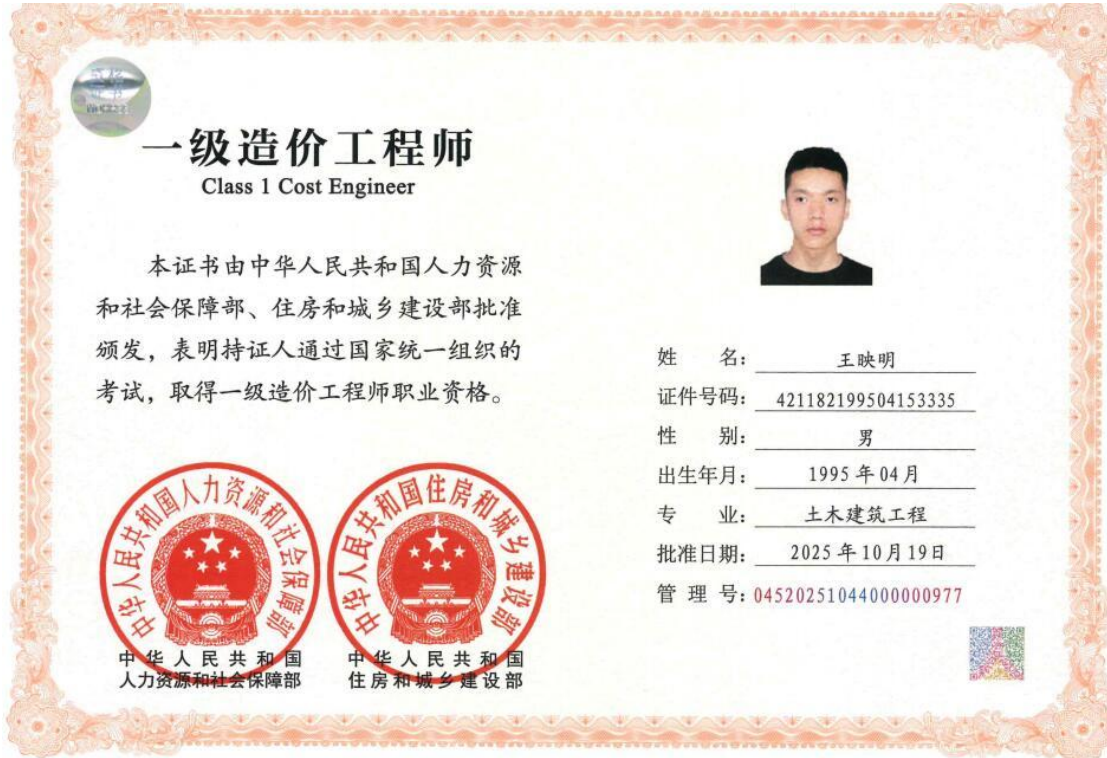 一级造价工程师
Class 1 Cost Engineer
本证书由中华人民共和国人力资源
和社会保障部、住房和城乡建设部批准
颁发，表明持证人通过国家统一组织的
考试，取得一级造价工程师职业资格。
中华人民共和国人力资源和社会保障部
中华人民共和国
人力资源和社会保障部
中华人民共和国住房和城乡建设部
中华人民共和国
住房和城乡建设部
姓 名：王映明
证件号码：421182199504153335
性 别：男
出生年月：1995年04月
专 业：土木建筑工程
批准日期：2025年10月19日
管 理 号：04520251044000000977